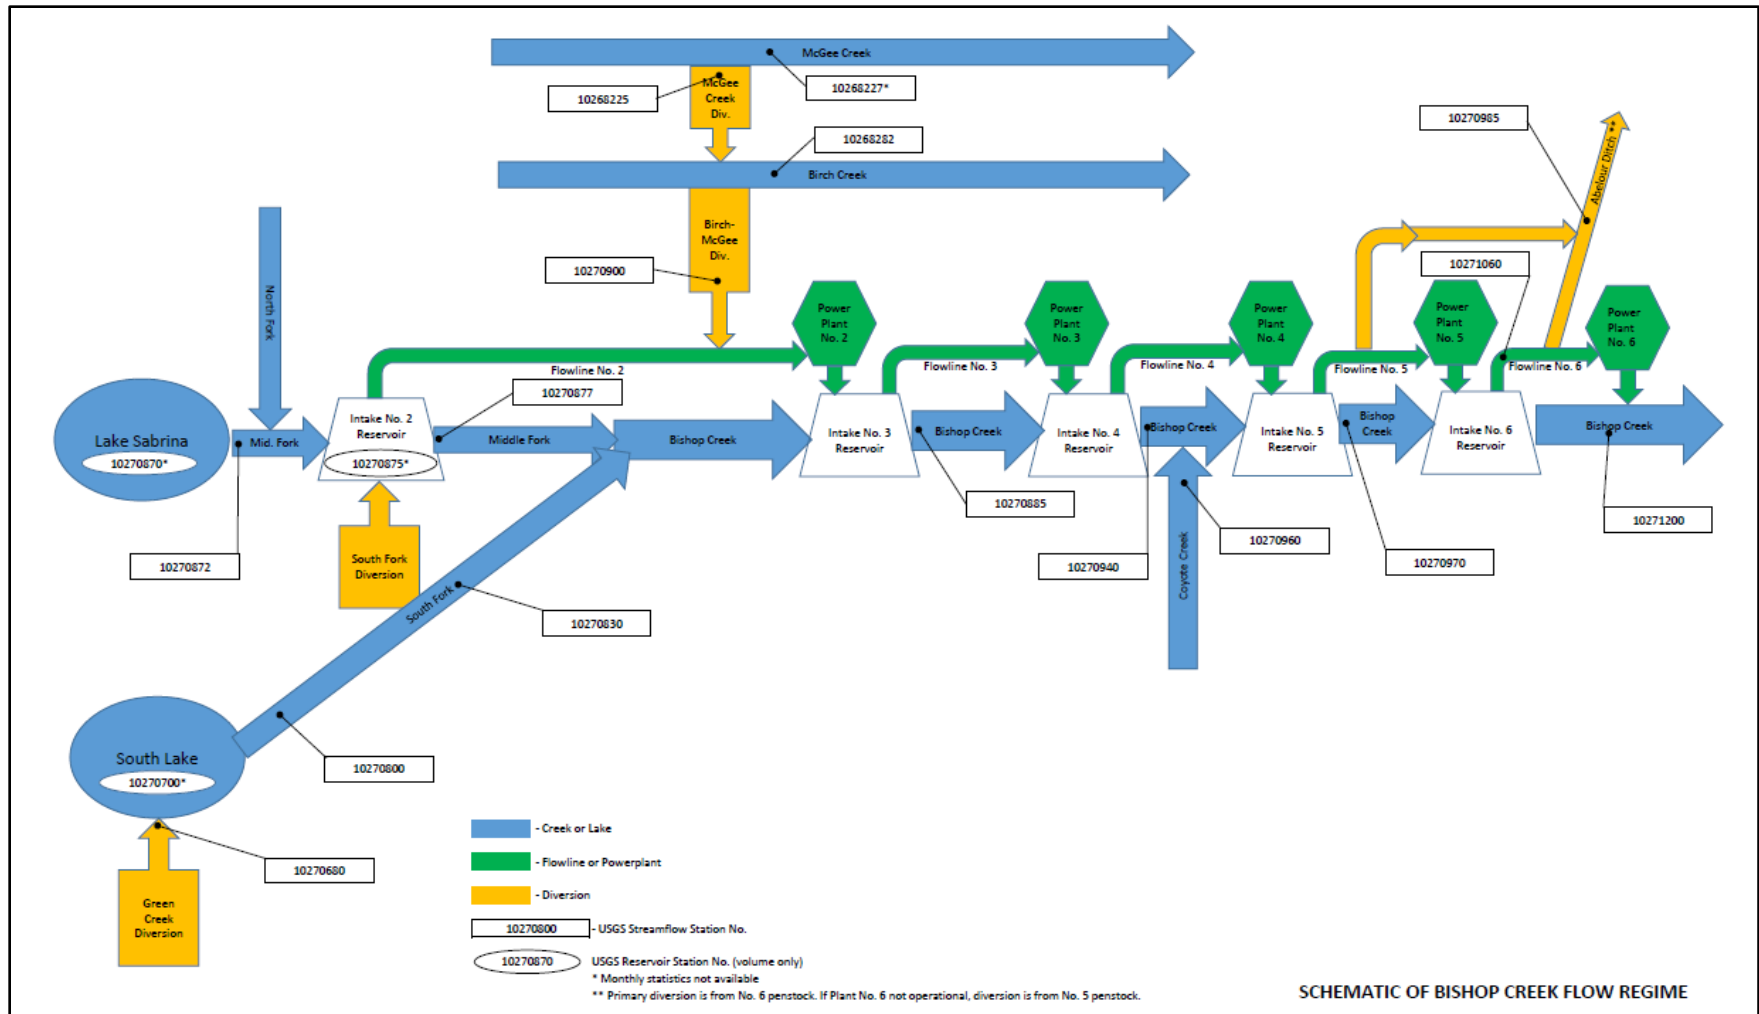 McGee Creek
10268225
McGee
Creek
Div.
10268227*
10268282
10270985
Abelour Ditch **
Birch Creek
Birch-
McGee
Div.
10270900
North Fork
10271060
Power
Plant
No. 2
Power
Plant
No. 3
Power
Plant
No. 4
Power
Plant
No. 5
Power
Plant
No. 6
Flowline No. 2
Flowline No. 3
Flowline No. 4
Flowline No. 5
Flowline No. 6
10270877
Lake Sabrina
10270870*
Mid. Fork
Intake No. 2
Reservoir
10270875*
Middle Fork
Bishop Creek
Intake No. 3
Reservoir
Bishop Creek
Intake No. 4
Reservoir
Bishop Creek
Intake No. 5
Reservoir
Bishop
Creek
Intake No. 6
Reservoir
Bishop Creek
10270885
10271200
10270872
South Fork
Diversion
10270940
10270960
10270970
Coyote Creek
South Fork
10270830
South Lake
10270700*
10270800
10270680
Green
Creek
Diversion
- Creek or Lake
- Flowline or Powerplant
- Diversion
10270800 - USGS Streamflow Station No.
10270870 USGS Reservoir Station No. (volume only)
* Monthly statistics not available
** Primary diversion is from No. 6 penstock. If Plant No. 6 not operational, diversion is from No. 5 penstock.
SCHEMATIC OF BISHOP CREEK FLOW REGIME